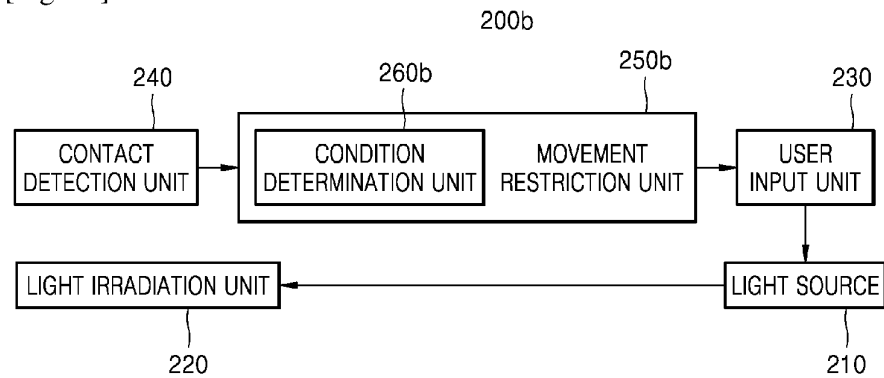 200b
240
260b
250b
230
CONTACT
DETECTION UNIT
CONDITION
DETERMINATION UNIT
MOVEMENT
RESTRICTION UNIT
USER
INPUT UNIT
LIGHT IRRADIATION UNIT
LIGHT SOURCE
220
210